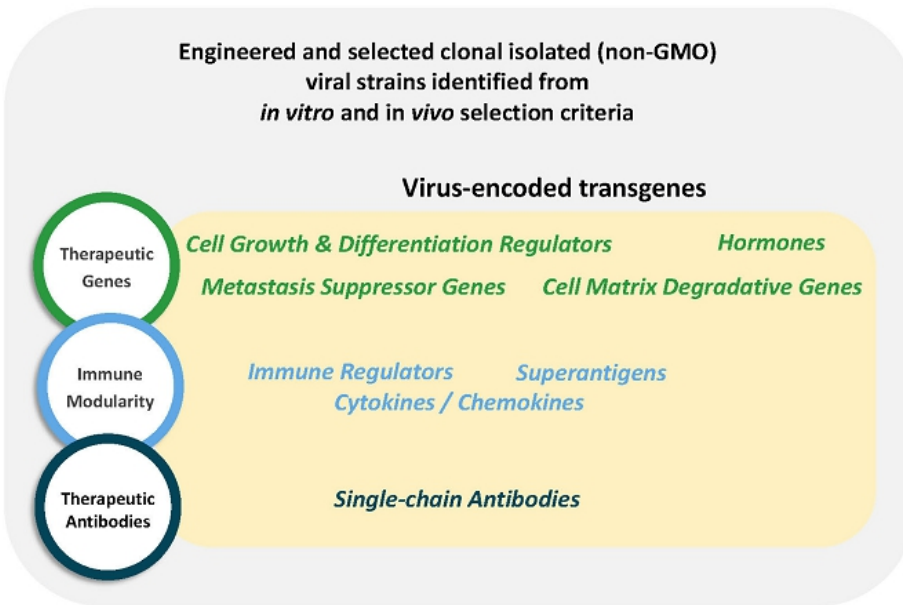 Engineered and selected clonal isolated (non-GMO)
viral strains identified from
in vitro and in vivo selection criteria
Virus-encoded transgenes
Therapeutic
Genes
Cell Growth & Differentiation Regulators
Hormones
Metastasis Suppressor Genes
Cell Matrix Degradative Genes
Immune
Modularity
Immune Regulators
Superantigens
Cytokines / Chemokines
Therapeutic
Antibodies
Single-chain Antibodies